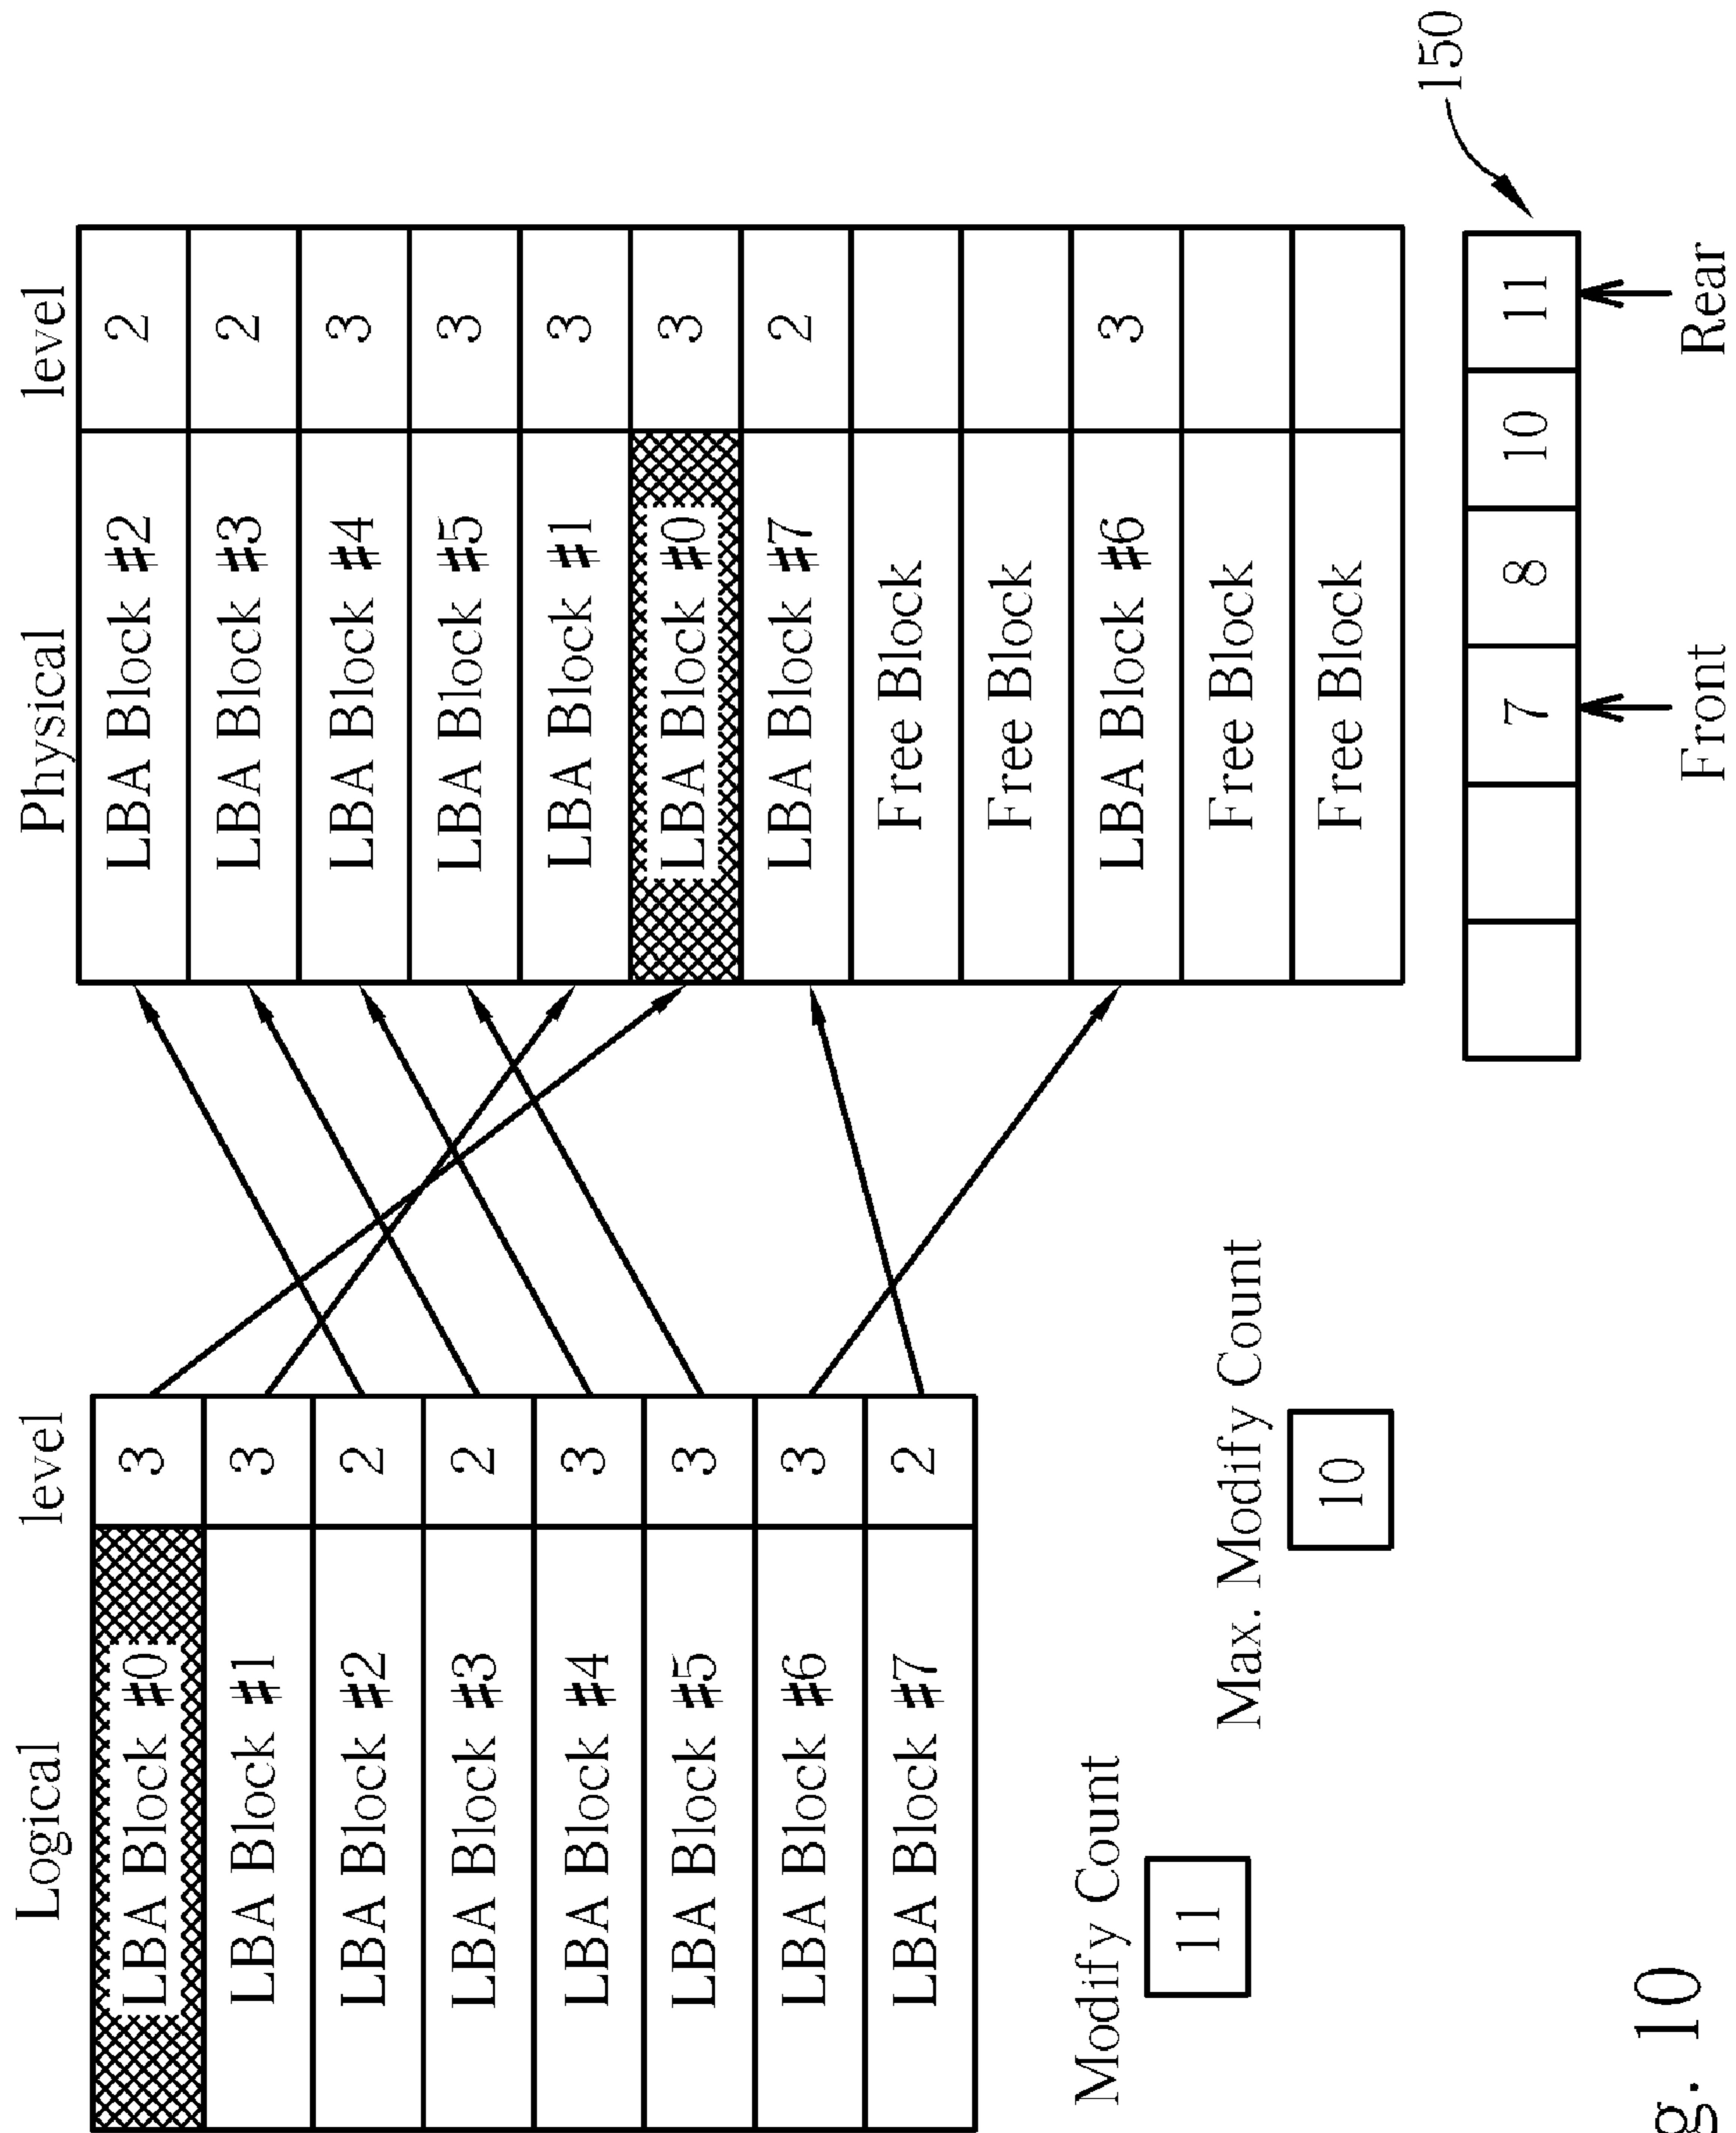 Logical level
LBA Block #0 3
LBA Block #1 3
LBA Block #2 2
LBA Block #3 2
LBA Block #4 3
LBA Block #5 3
LBA Block #6 3
LBA Block #7 2
Modify Count
11
Max. Modify Count
10
Physical level
LBA Block #2 2
LBA Block #3 2
LBA Block #4 3
LBA Block #5 3
LBA Block #1 3
LBA Block #0 3
LBA Block #7 2
Free Block
Free Block
LBA Block #6 3
Free Block
Free Block
150
7 8 10 11
Front Rear
g. 10